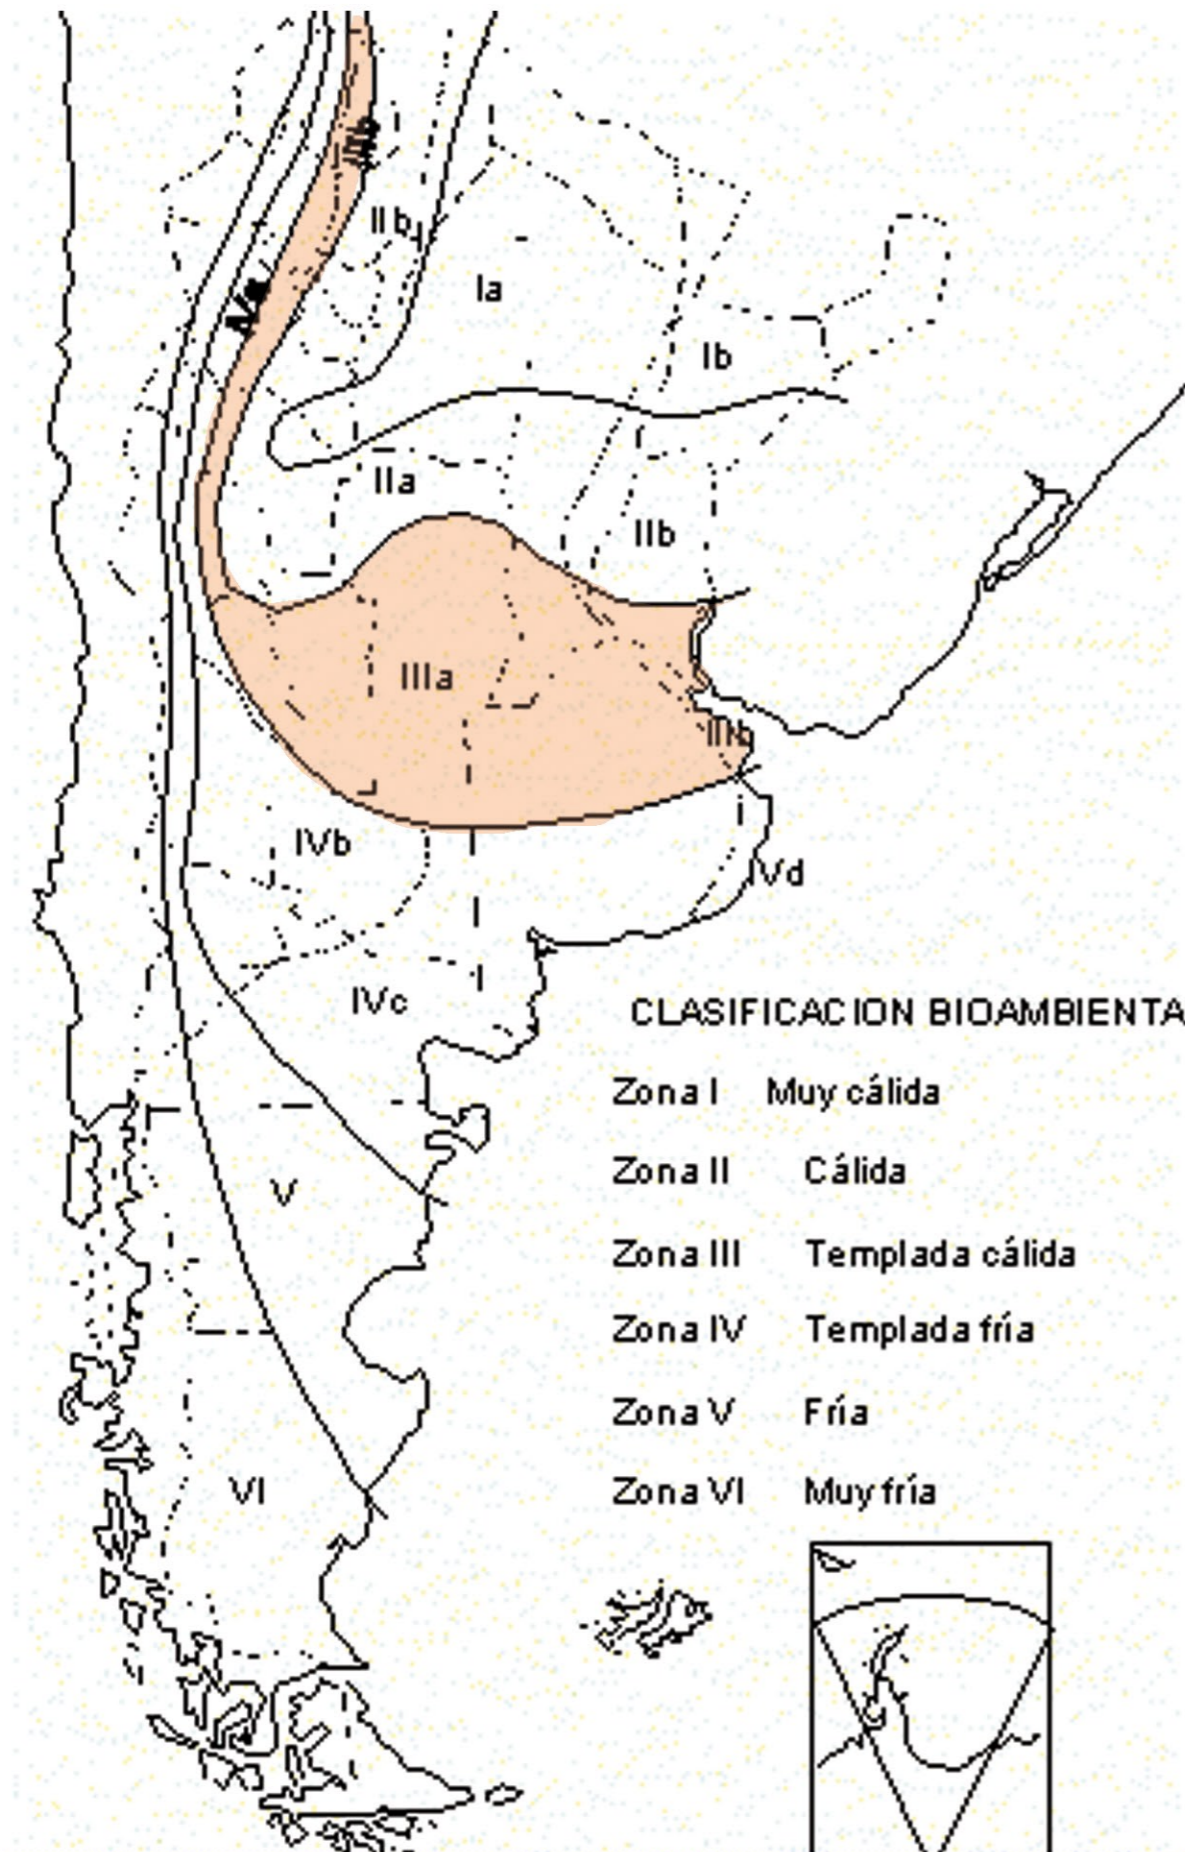 IIIb
IIb
IVa
Ia
Ib
IIa
IIb
IIIa
IIIb
IVb
IVd
IVc
CLASIFICACION BIOAMBIENTA
Zona I Muy cálida
Zona II Cálida
V
Zona III Templada cálida
Zona IV Templada fría
Zona V Fría
VI
Zona VI Muy fría